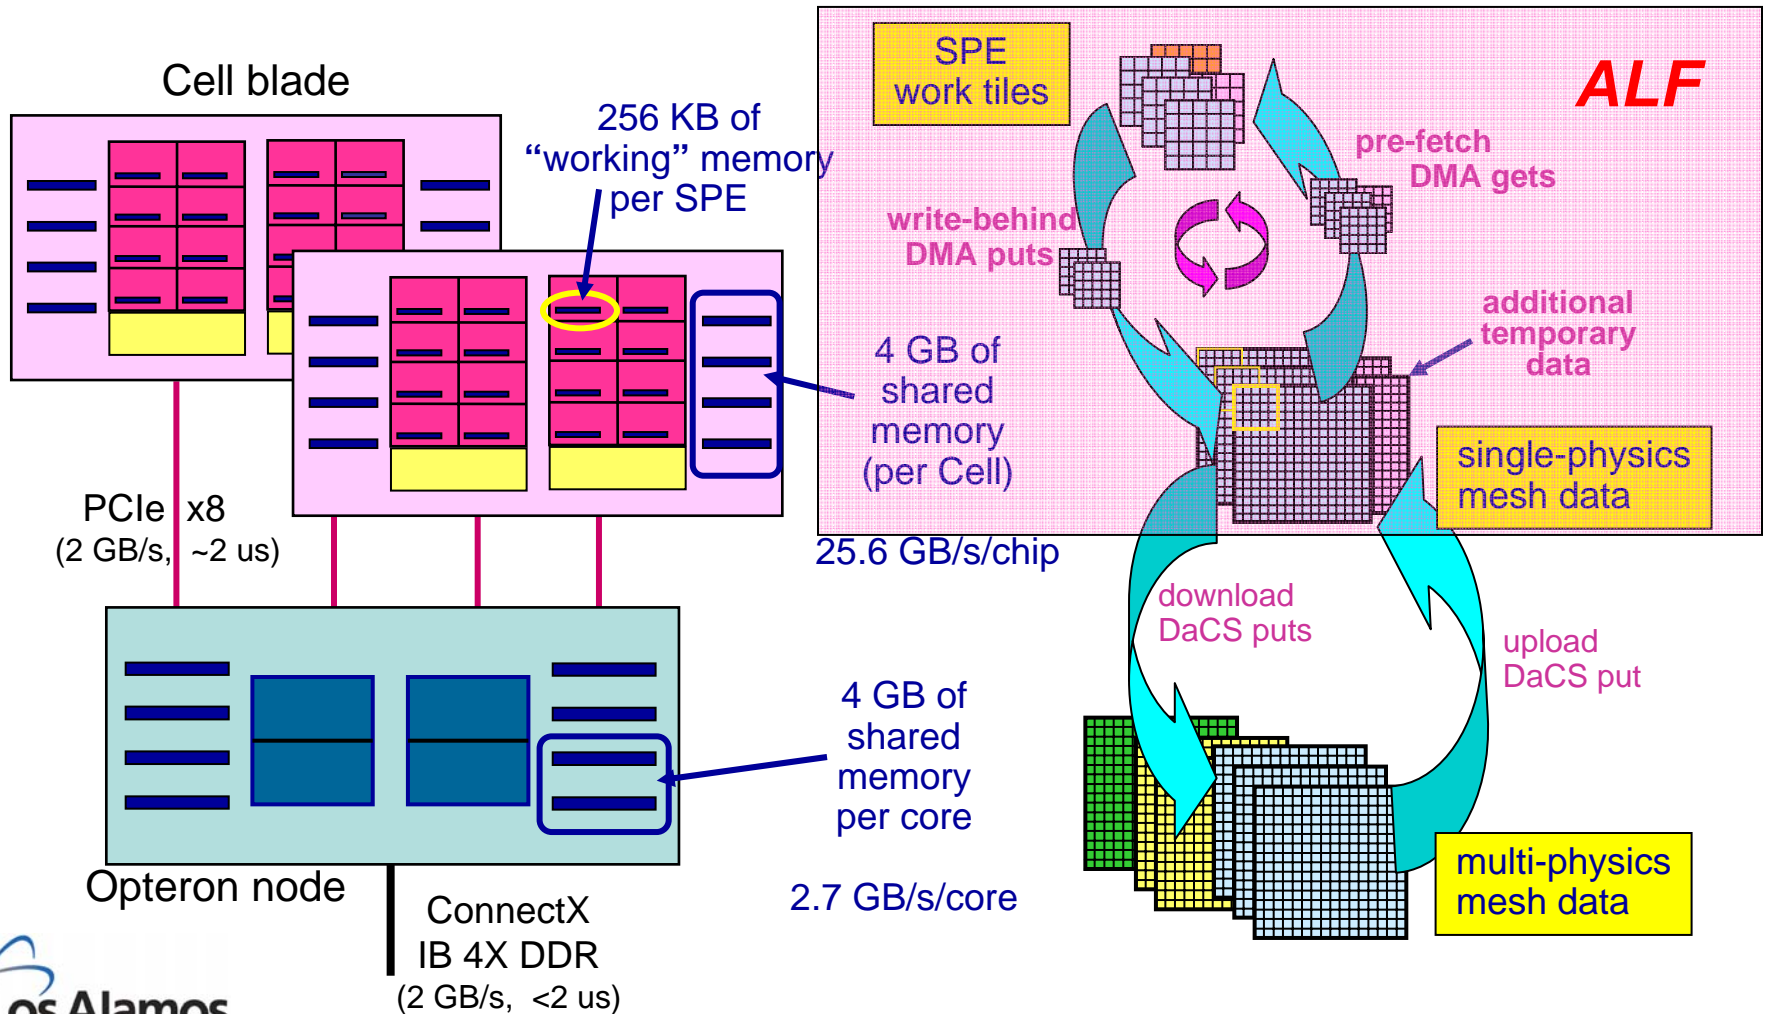 Cell blade
256 KB of
“working” memory
per SPE
SPE
work tiles
ALF
pre-fetch
DMA gets
write-behind
DMA puts
additional
temporary
data
4 GB of
shared
memory
(per Cell)
single-physics
mesh data
PCIe x8
(2 GB/s, ~2 us)
25.6 GB/s/chip
download
DaCS puts
upload
DaCS put
4 GB of
shared
memory
per core
2.7 GB/s/core
multi-physics
mesh data
Opteron node
ConnectX
IB 4X DDR
(2 GB/s, <2 us)
os Alamos